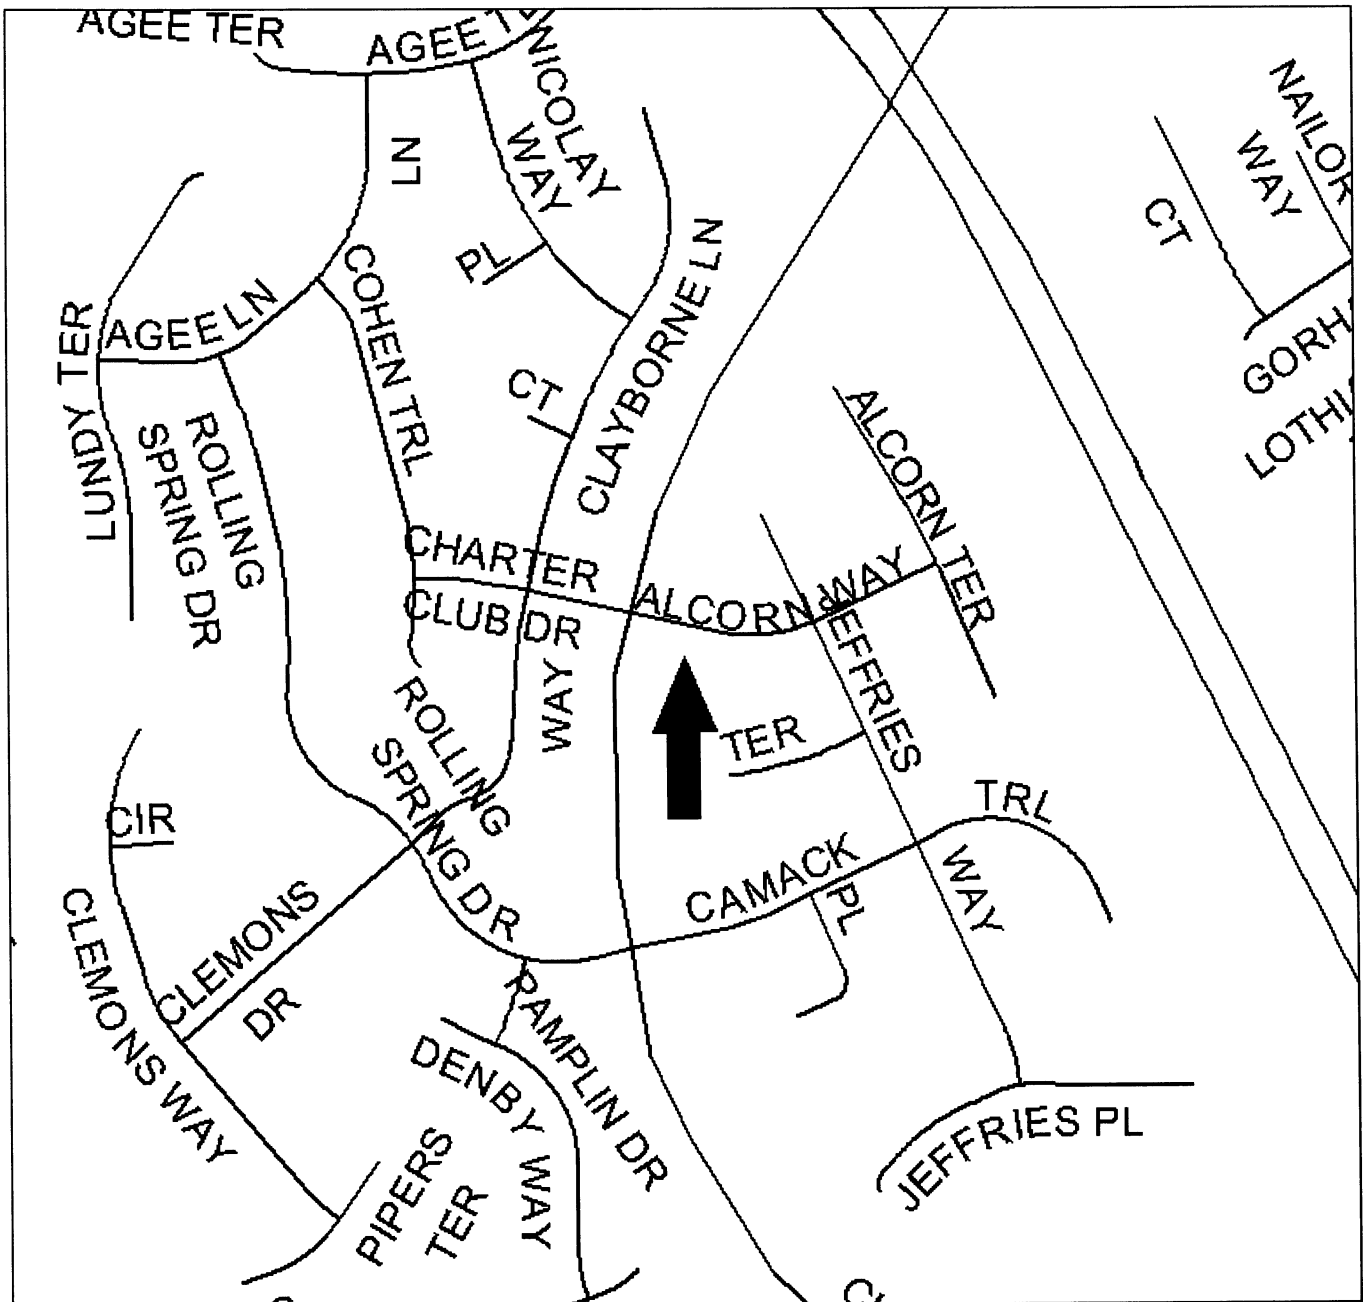 AGEE TER
AGEE
NICOLAY
WAY
LN
PL
COHEN TRL
AGEE LN
LUNDY TER
ROLLING
SPRING DR
CT
CLAYBORNE LN
WAY
NAILOR
WAY
CT
GORH
LOTHI
ALCORN TER
CHARTER
CLUB DR
ALCORN WAY
JEFFRIES
WAY
WAY
ROLLING
SPRING DR
TER
TRL
CAMACK
PL
CIR
CLEMONS
DR
CLEMONS WAY
PAMPLIN DR
DENBY WAY
PIPERS
TER
JEFFRIES PL